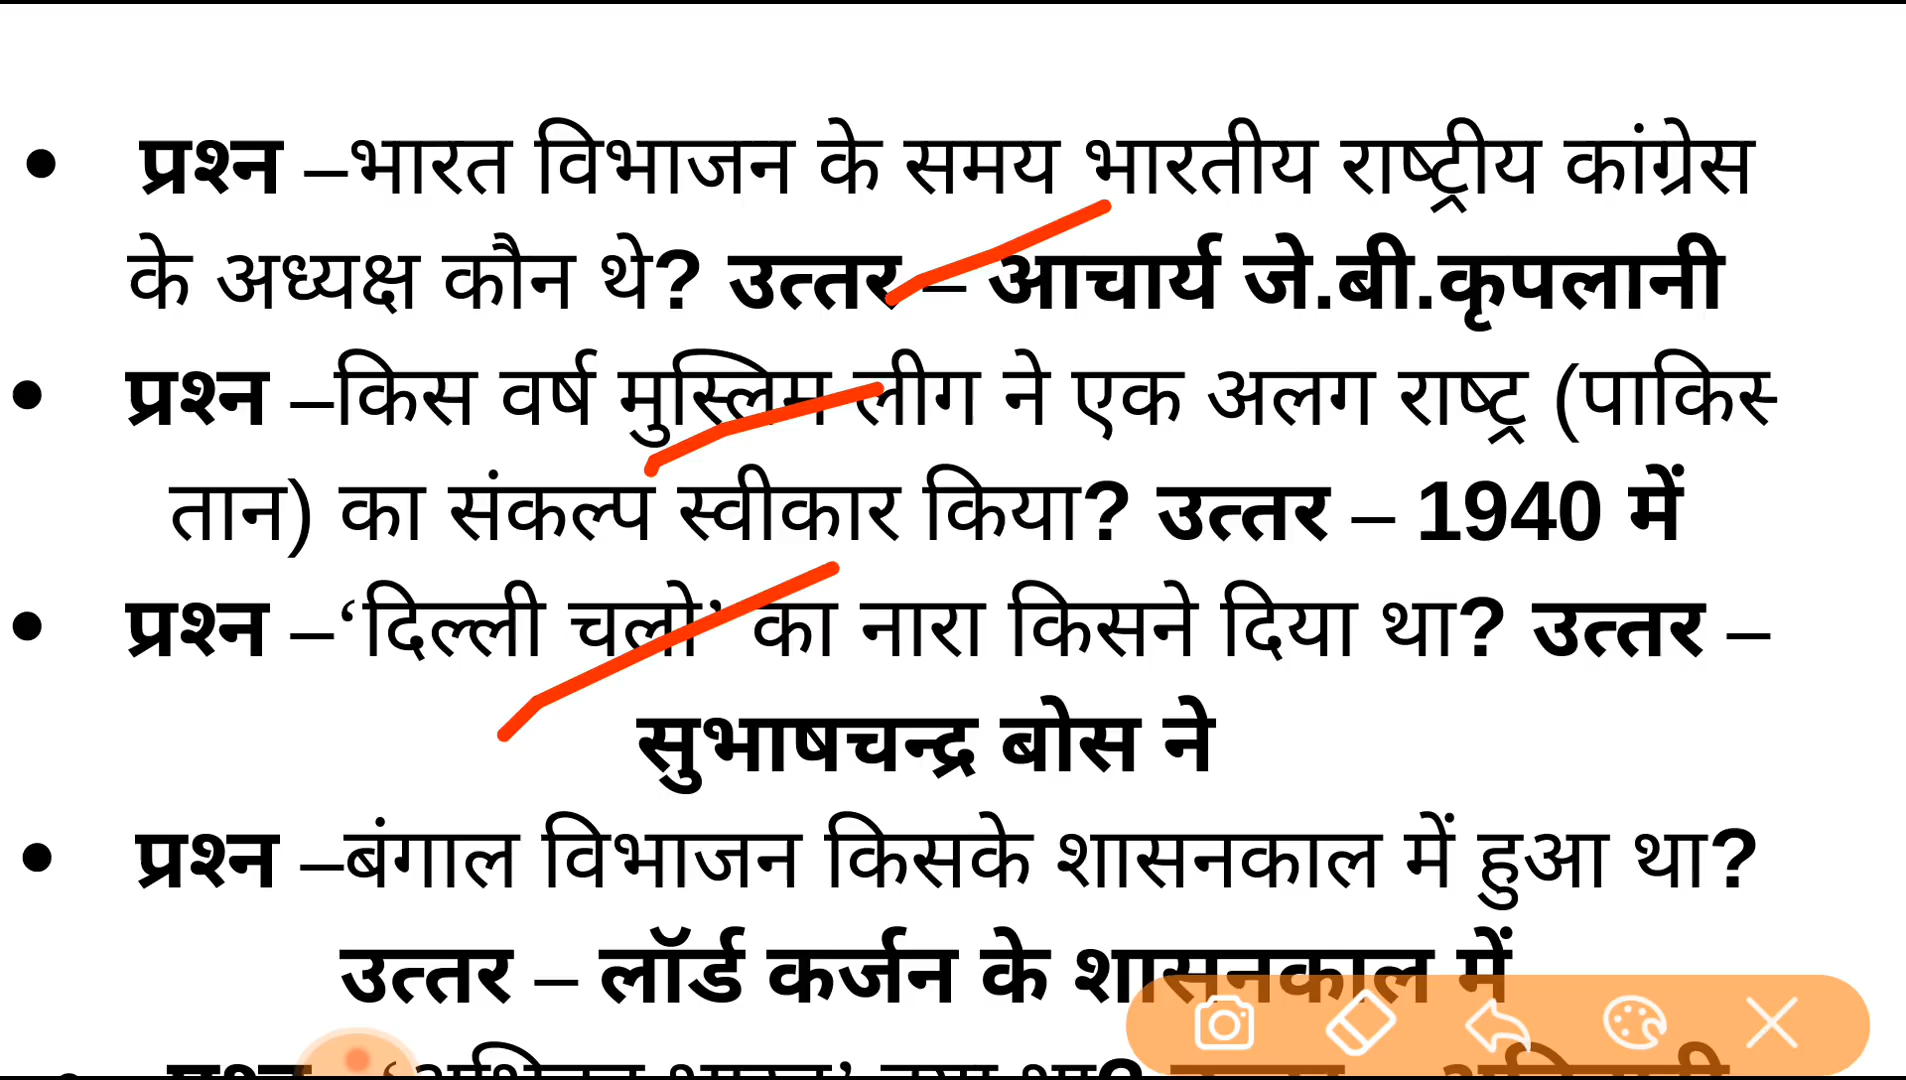 • प्रश्न –भारत विभाजन के समय भारतीय राष्ट्रीय कांग्रेस
के अध्यक्ष कौन थे? उत्तर – आचार्य जे.बी.कृपलानी
• प्रश्न –किस वर्ष मुस्लिम लीग ने एक अलग राष्ट्र (पाकिस्
तान) का संकल्प स्वीकार किया? उत्तर – 1940 में
• प्रश्न –‘दिल्ली चलो’ का नारा किसने दिया था? उत्तर –
सुभाषचन्द्र बोस ने
• प्रश्न –बंगाल विभाजन किसके शासनकाल में हुआ था?
उत्तर – लॉर्ड कर्जन के शासनकाल में